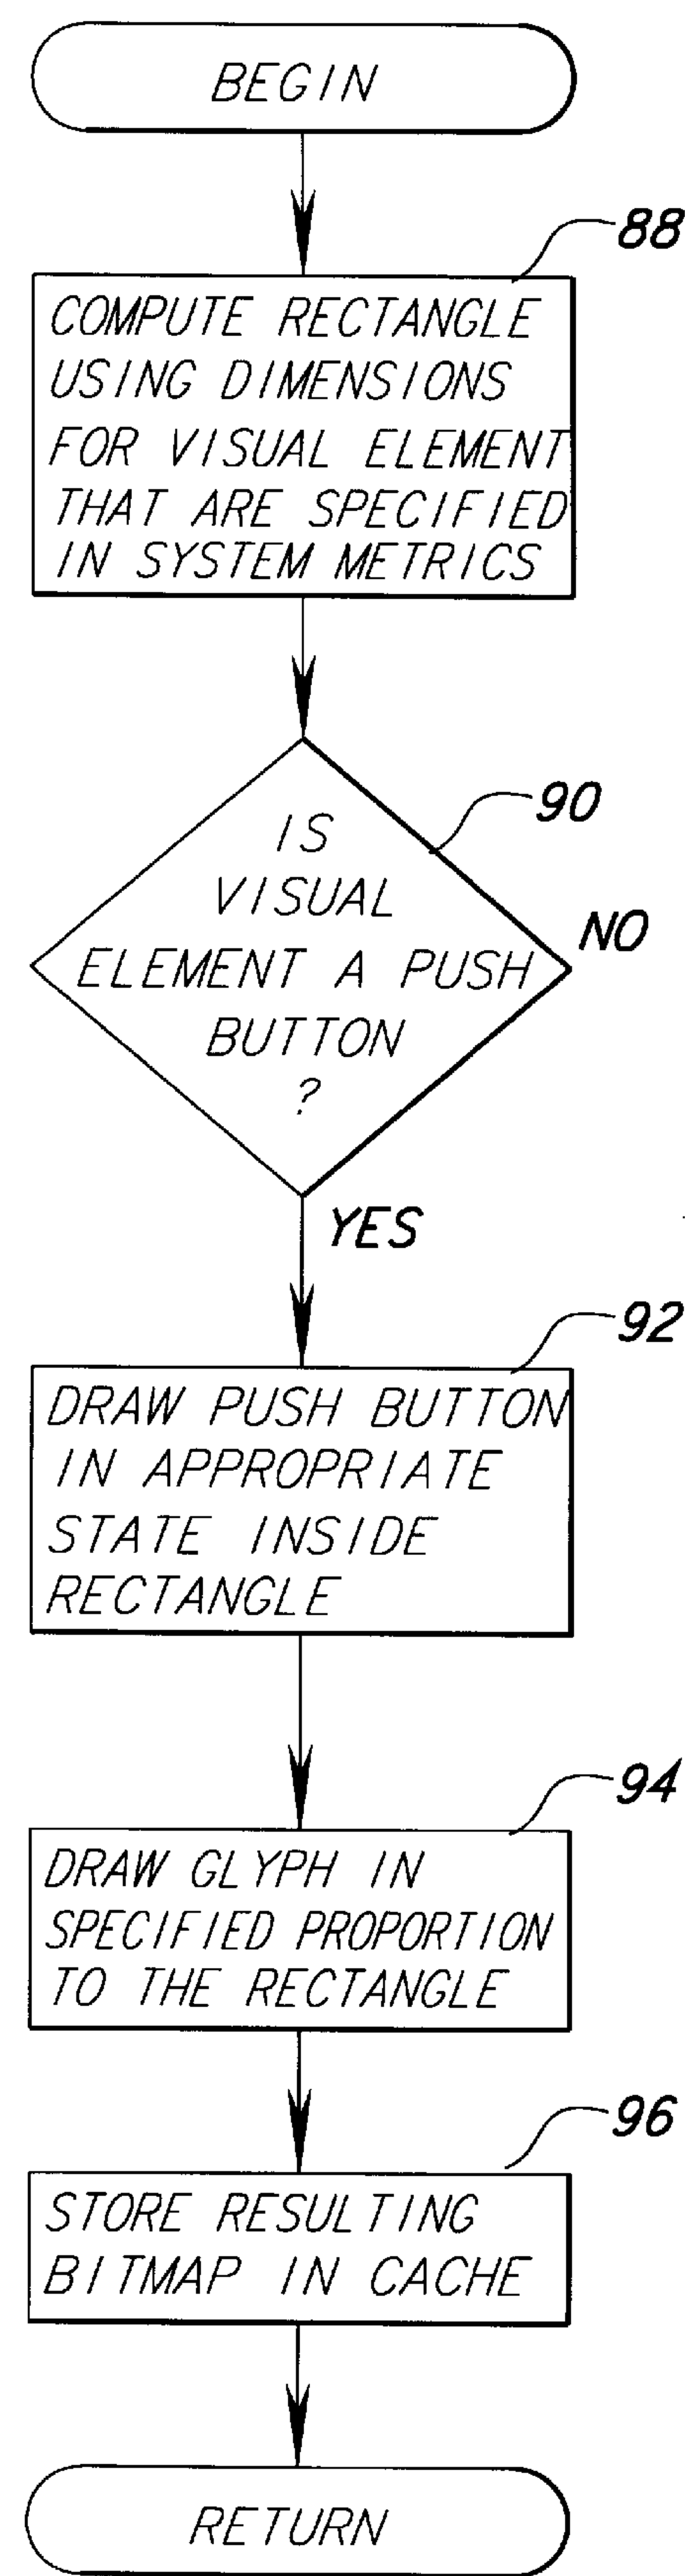 BEGIN
88
COMPUTE RECTANGLE
USING DIMENSIONS
FOR VISUAL ELEMENT
THAT ARE SPECIFIED
IN SYSTEM METRICS
90
IS
VISUAL
ELEMENT A PUSH
BUTTON
?
NO
YES
92
DRAW PUSH BUTTON
IN APPROPRIATE
STATE INSIDE
RECTANGLE
94
DRAW GLYPH IN
SPECIFIED PROPORTION
TO THE RECTANGLE
96
STORE RESULTING
BITMAP IN CACHE
RETURN